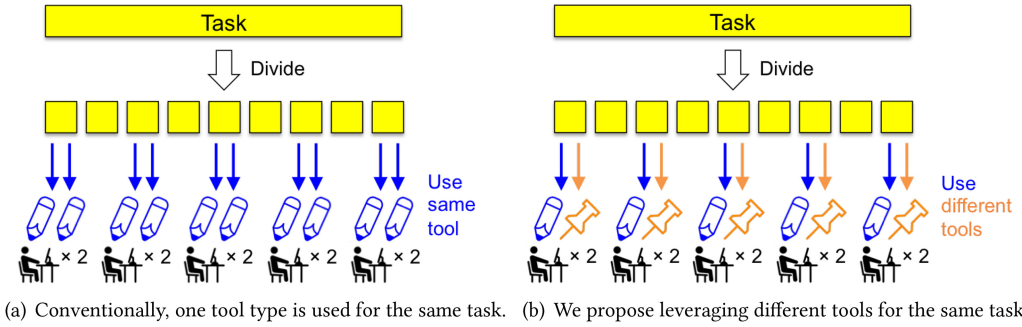 Task
Divide
Use
same
tool
× 2 × 2 × 2 × 2 × 2
(a) Conventionally, one tool type is used for the same task.
Task
Divide
Use
different
tools
× 2 × 2 × 2 × 2 × 2
(b) We propose leveraging different tools for the same task